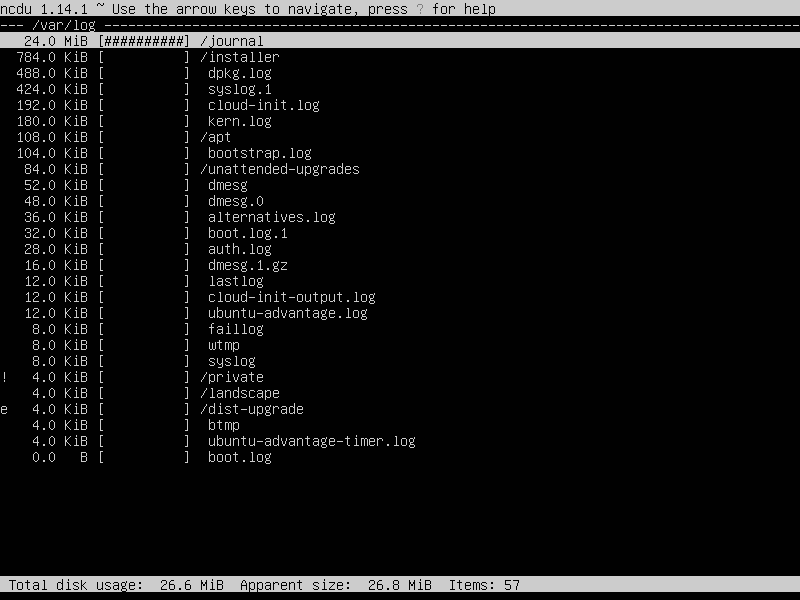 ncdu 1.14.1 ~ Use the arrow keys to navigate, press ? for help
--- /var/log ----------------------------------------------------------------------------------------
   24.0 MiB [##########] /journal
  784.0 KiB [          ] /installer
  488.0 KiB [          ]  dpkg.log
  424.0 KiB [          ]  syslog.1
  192.0 KiB [          ]  cloud-init.log
  180.0 KiB [          ]  kern.log
  108.0 KiB [          ] /apt
  104.0 KiB [          ]  bootstrap.log
   84.0 KiB [          ] /unattended-upgrades
   52.0 KiB [          ]  dmesg
   48.0 KiB [          ]  dmesg.0
   36.0 KiB [          ]  alternatives.log
   32.0 KiB [          ]  boot.log.1
   28.0 KiB [          ]  auth.log
   16.0 KiB [          ]  dmesg.1.gz
   12.0 KiB [          ]  lastlog
   12.0 KiB [          ]  cloud-init-output.log
   12.0 KiB [          ]  ubuntu-advantage.log
    8.0 KiB [          ]  faillog
    8.0 KiB [          ]  wtmp
    8.0 KiB [          ]  syslog
!   4.0 KiB [          ] /private
    4.0 KiB [          ] /landscape
e   4.0 KiB [          ] /dist-upgrade
    4.0 KiB [          ]  btmp
    4.0 KiB [          ]  ubuntu-advantage-timer.log
    0.0   B [          ]  boot.log
 Total disk usage:  26.6 MiB  Apparent size:  26.8 MiB  Items: 57